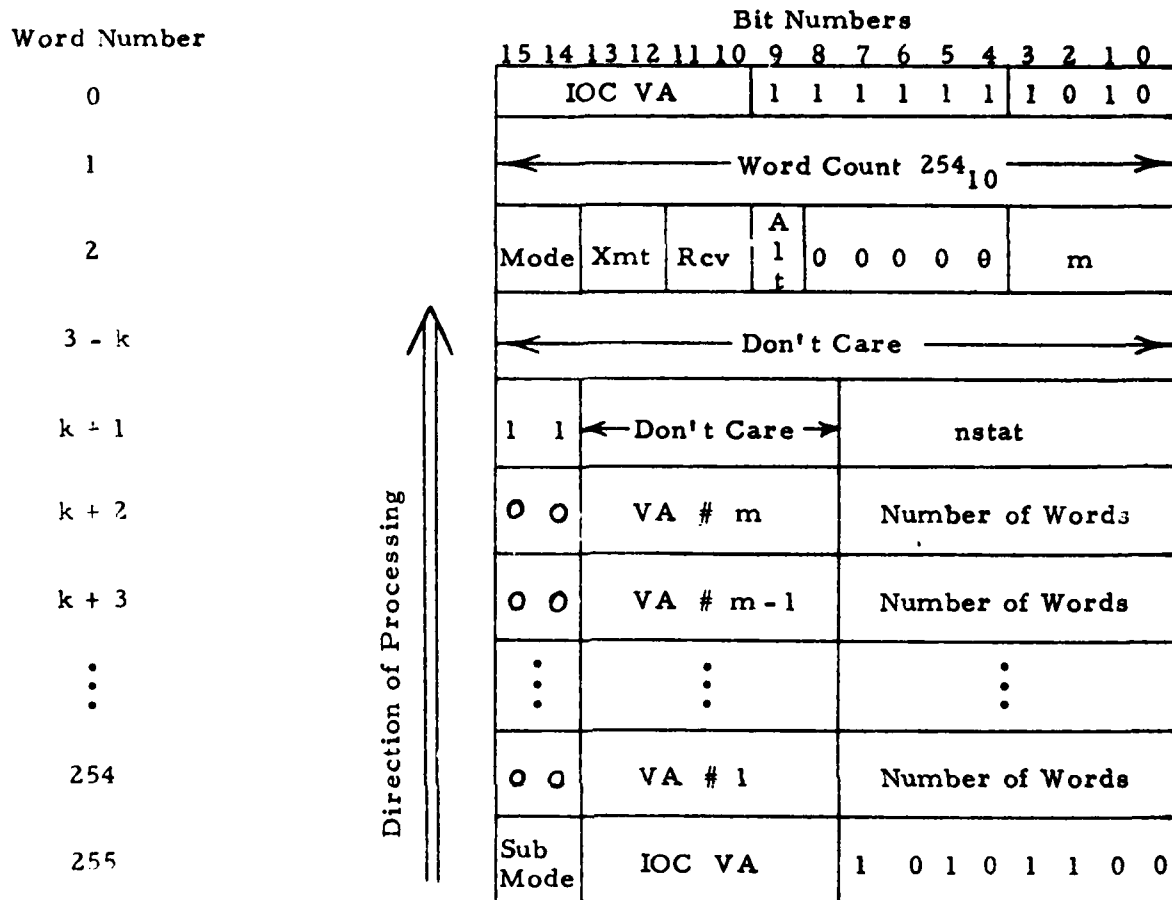 Bit Numbers
Word Number
15 14 13 12 11 10 9 8 7 6 5 4 3 2 1 0
0 IOC VA 1 1 1 1 1 1 1 0 1 0
1 Word Count 254₁₀
2 Mode Xmt Rcv Alt 0 0 0 0 θ m
3 - k Don't Care
k + 1 1 1 Don't Care nstat
k + 2 0 0 VA # m Number of Words
k + 3 0 0 VA # m-1 Number of Words
254 0 0 VA # 1 Number of Words
255 Sub Mode IOC VA 1 0 1 0 1 1 0 0
Direction of Processing